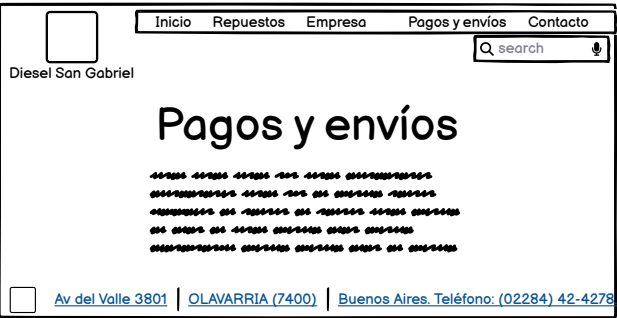 Inicio Repuestos Empresa Pagos y envíos Contacto
search
Diesel San Gabriel
Pagos y envíos
Av del Valle 3801 | OLAVARRIA (7400) | Buenos Aires. Teléfono: (02284) 42-4278